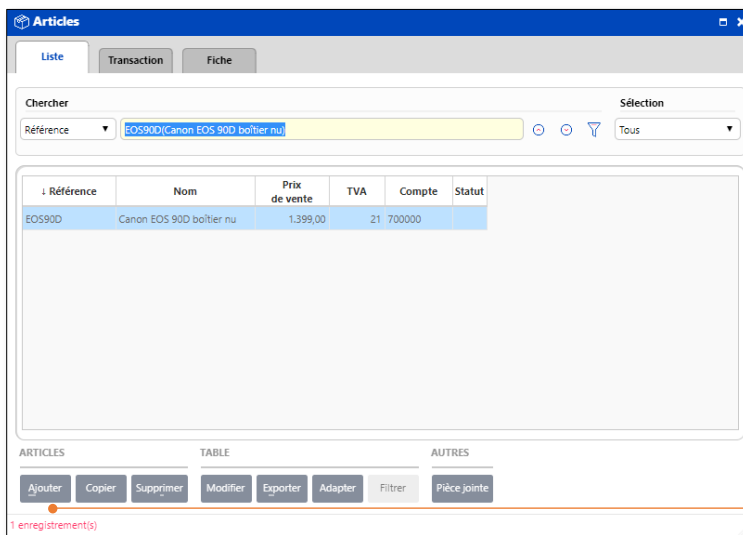 Articles
Liste Transaction Fiche
Chercher Sélection
Référence EOS90D(Canon EOS 90D boîtier nu) Tous
↓ Référence Nom Prix de vente TVA Compte Statut
EOS90D Canon EOS 90D boîtier nu 1.399,00 21 700000
ARTICLES TABLE AUTRES
Ajouter Copier Supprimer Modifier Exporter Adapter Filtrer Pièce jointe
1 enregistrement(s)